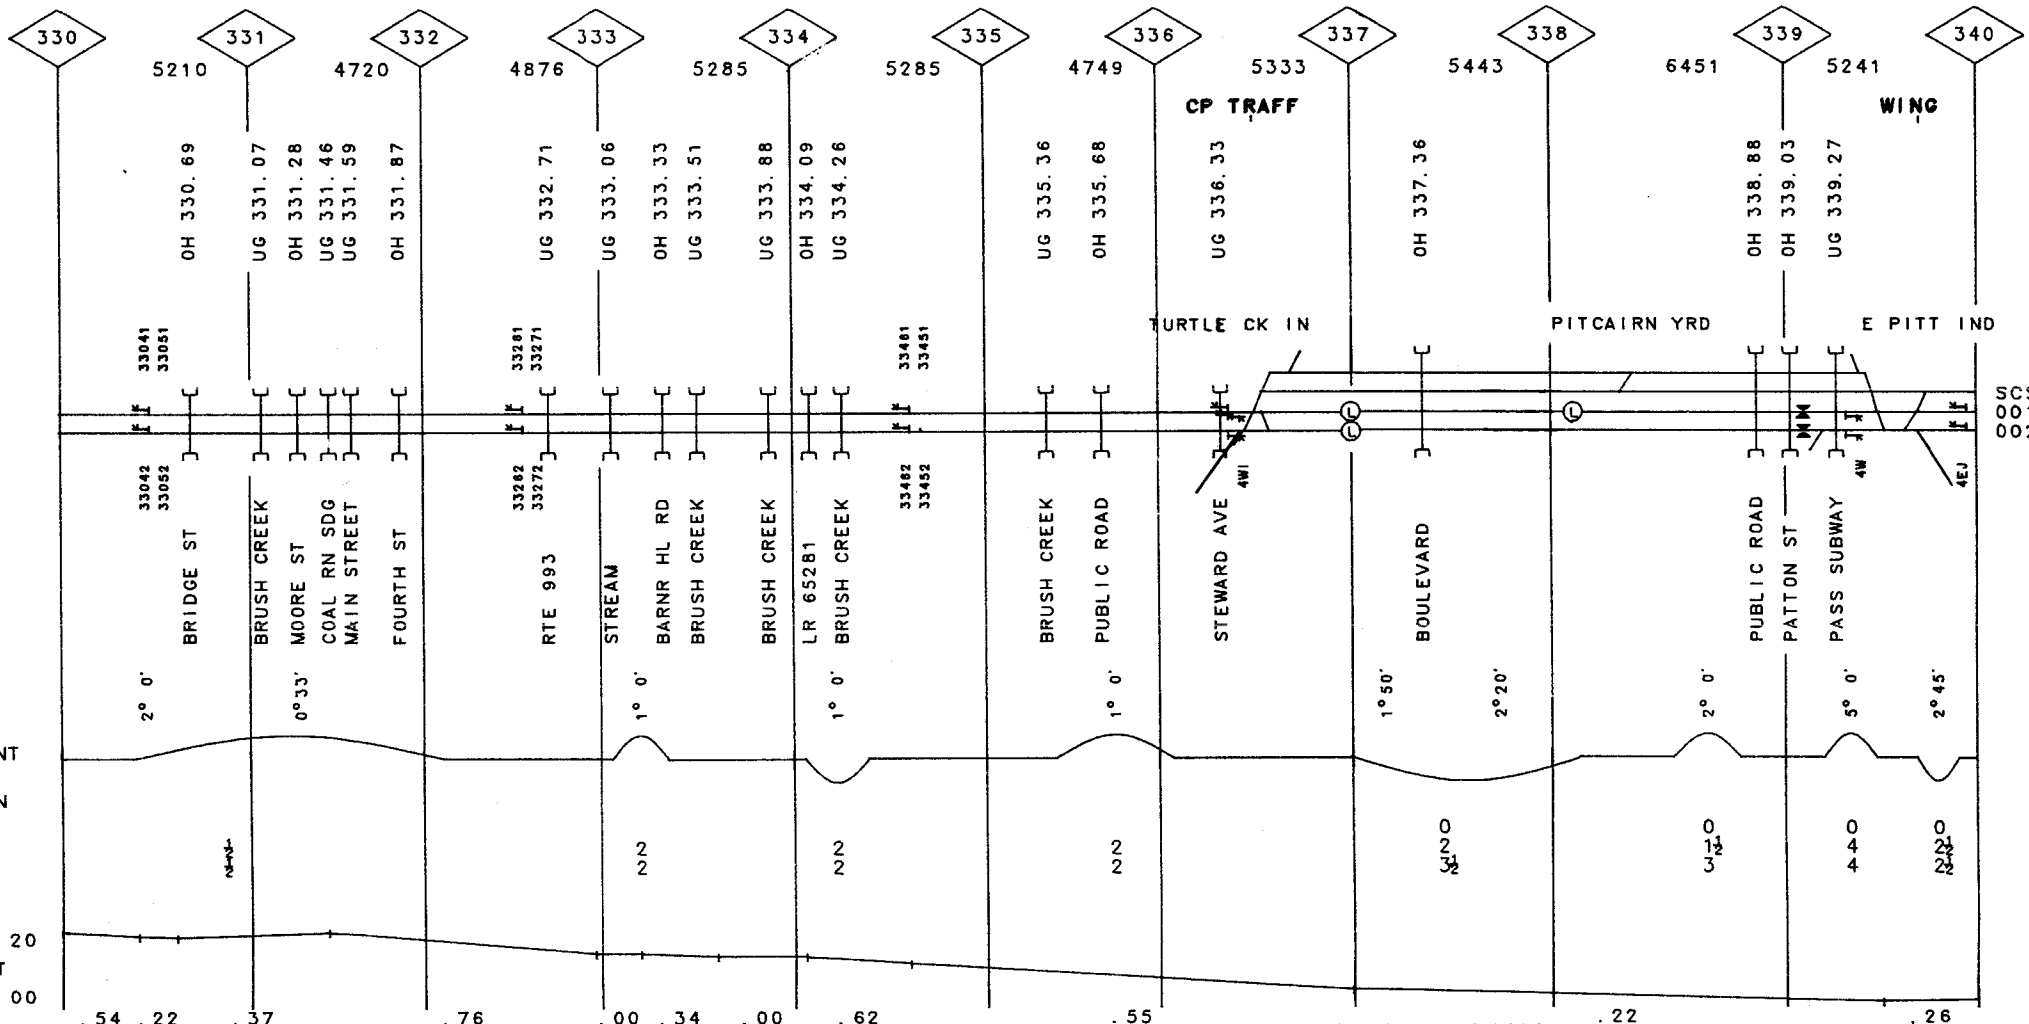 330 331 332 333 334 335 336 337 338 339 340
5210 4720 4876 5285 5285 4749 5333 5443 6451 5241
CP TRAFF WING
OH 330.69
UG 331.07
OH 331.28
UG 331.46
UG 331.59
OH 331.87
UG 332.71
UG 333.06
OH 333.33
UG 333.51
UG 333.88
OH 334.09
UG 334.26
UG 335.36
OH 335.68
UG 336.33
OH 337.36
OH 338.88
OH 339.03
UG 339.27
TURTLE CK IN PITCAIRN YRD E PITT IND
33041
33051
33281
33271
33461
33451
SCS
001
002
33042
33052
33262
33272
33462
33452
4WI
4W
4EJ
BRIDGE ST
BRUSH CREEK
MOORE ST
COAL RN SDG
MAIN STREET
FOURTH ST
RTE 993
STREAM
BARNR HL RD
BRUSH CREEK
BRUSH CREEK
LR 65281
BRUSH CREEK
BRUSH CREEK
PUBLIC ROAD
STEWARD AVE
BOULEVARD
PUBLIC ROAD
PATTON ST
PASS SUBWAY
L L
L
2° 0' 0°33' 1° 0' 1° 0' 1° 0' 1°50' 2°20' 2° 0' 5° 0' 2°45'
NT
N
0 0 0 0
2 2 2 2 1½ 4 2½
2 2 2 3½ 3 4 2½
20
T
00
.54 .22 .37 .76 .00 .34 .00 .62 .55 .22 .26